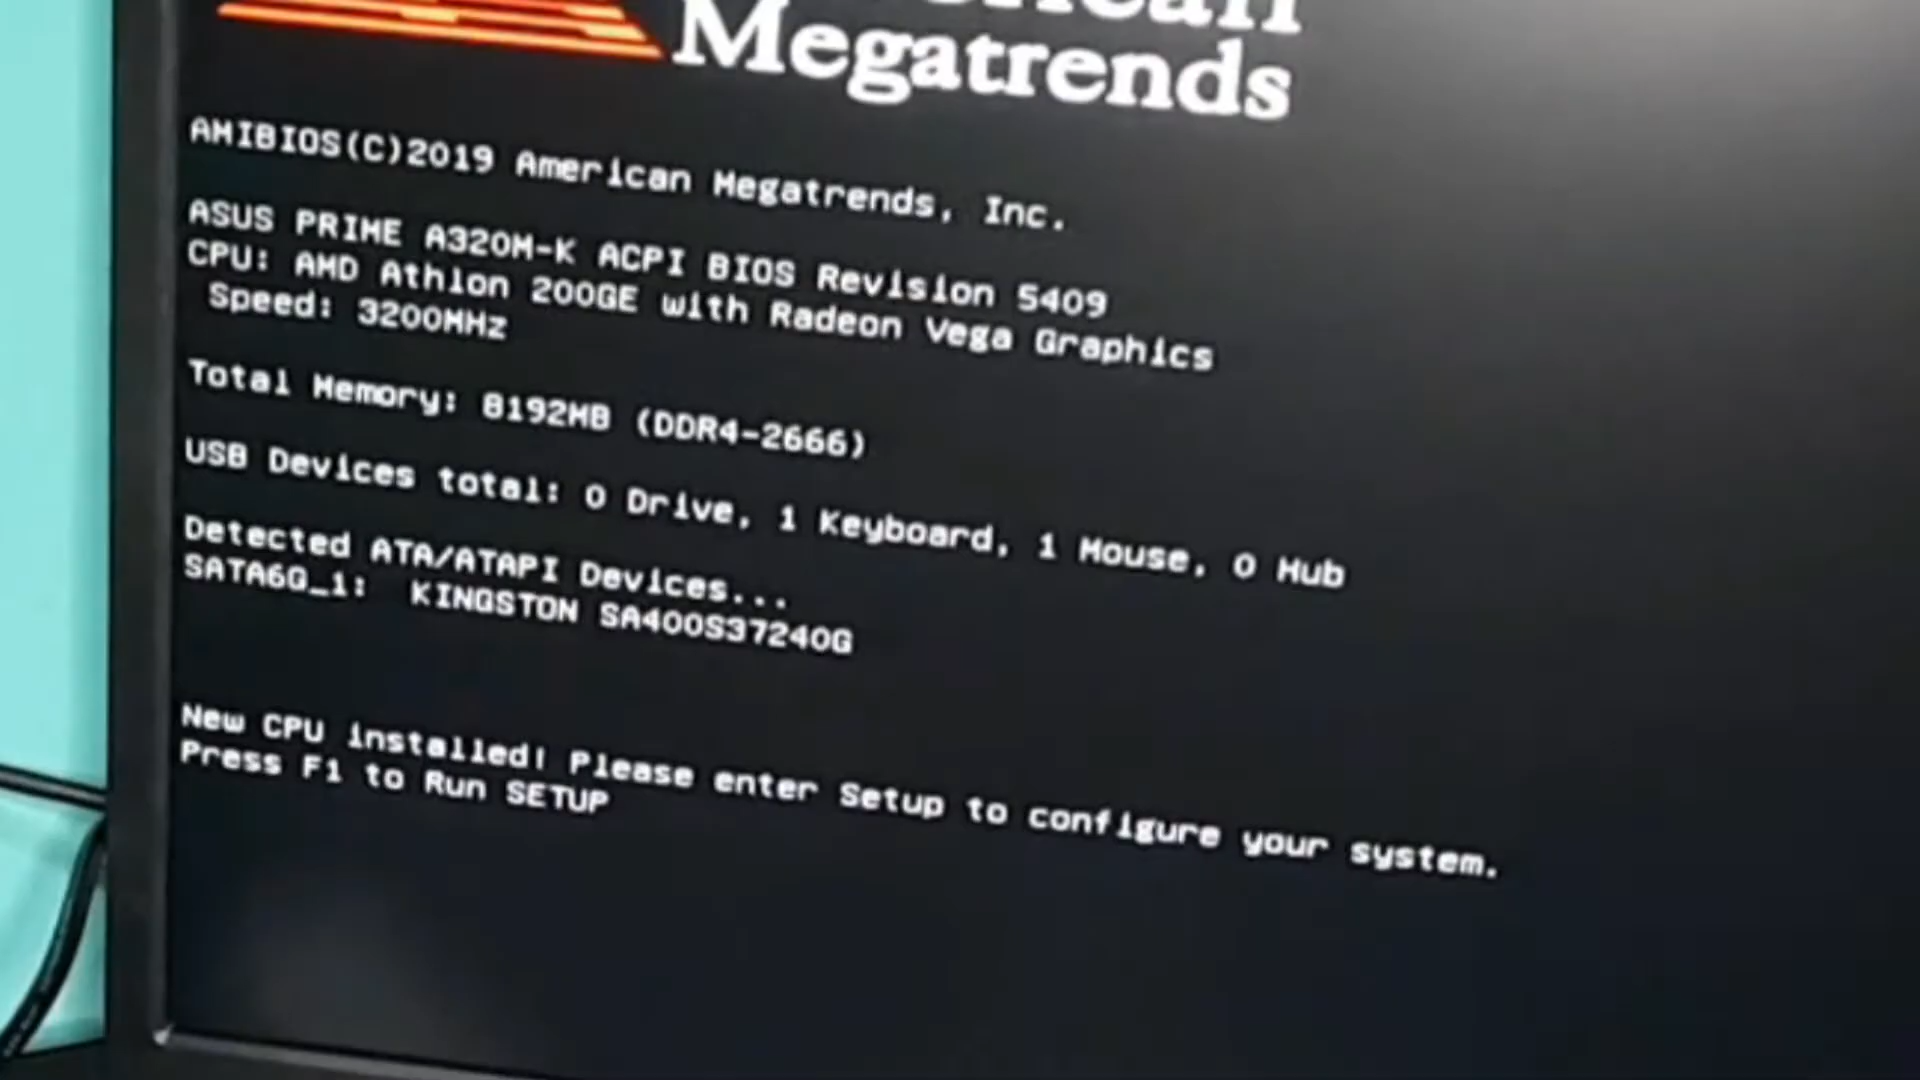 Megatrends
AMIBIOS(C)2019 American Megatrends, Inc.
ASUS PRIME A320M-K ACPI BIOS Revision 5409
CPU: AMD Athlon 200GE with Radeon Vega Graphics
Speed: 3200MHz
Total Memory: 8192MB (DDR4-2666)
USB Devices total: 0 Drive, 1 Keyboard, 1 Mouse, 0 Hub
Detected ATA/ATAPI Devices...
SATA6G_1: KINGSTON SA400S37240G
New CPU installed! Please enter Setup to configure your system.
Press F1 to Run SETUP